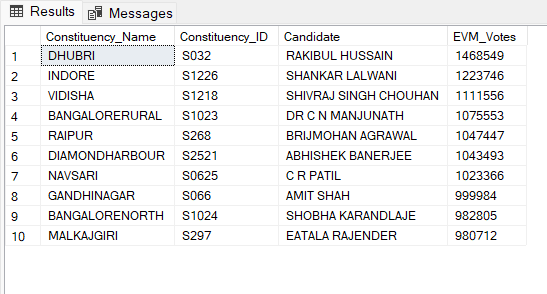 Results Messages
Constituency_Name Constituency_ID Candidate EVM_Votes
1 DHUBRI S032 RAKIBUL HUSSAIN 1468549
2 INDORE S1226 SHANKAR LALWANI 1223746
3 VIDISHA S1218 SHIVRAJ SINGH CHOUHAN 1111556
4 BANGALORERURAL S1023 DR C N MANJUNATH 1075553
5 RAIPUR S268 BRIJMOHAN AGRAWAL 1047447
6 DIAMONDHARBOUR S2521 ABHISHEK BANERJEE 1043493
7 NAVSARI S0625 C R PATIL 1023366
8 GANDHINAGAR S066 AMIT SHAH 999984
9 BANGALORENORTH S1024 SHOBHA KARANDLAJE 982805
10 MALKAJGIRI S297 EATALA RAJENDER 980712